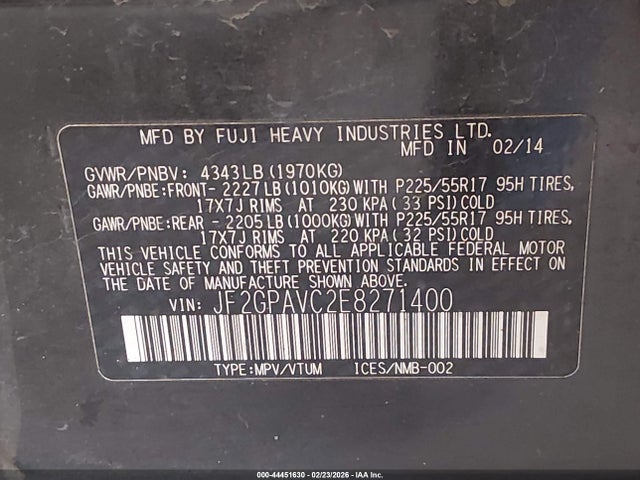 MFD BY FUJI HEAVY INDUSTRIES LTD.
MFD IN 02/14
GVWR/PNBV: 4343LB (1970KG)
GAWR/PNBE:FRONT- 2227LB(1010KG)WITH P225/55R17 95H TIRES,
17X7J RIMS AT 230 KPA(33 PSI)COLD
GAWR/PNBE:REAR - 2205LB(1000KG)WITH P225/55R17 95H TIRES,
17X7J RIMS AT 220 KPA(32 PSI)COLD
THIS VEHICLE CONFORMS TO ALL APPLICABLE FEDERAL MOTOR
VEHICLE SAFETY AND THEFT PREVENTION STANDARDS IN EFFECT ON
THE DATE OF MANUFACTURE SHOWN ABOVE.
VIN: JF2GPAVC2E8271400
TYPE:MPV/VTUM ICES/NMB-002
000-44451630 - 02/23/2026 - IAA Inc.